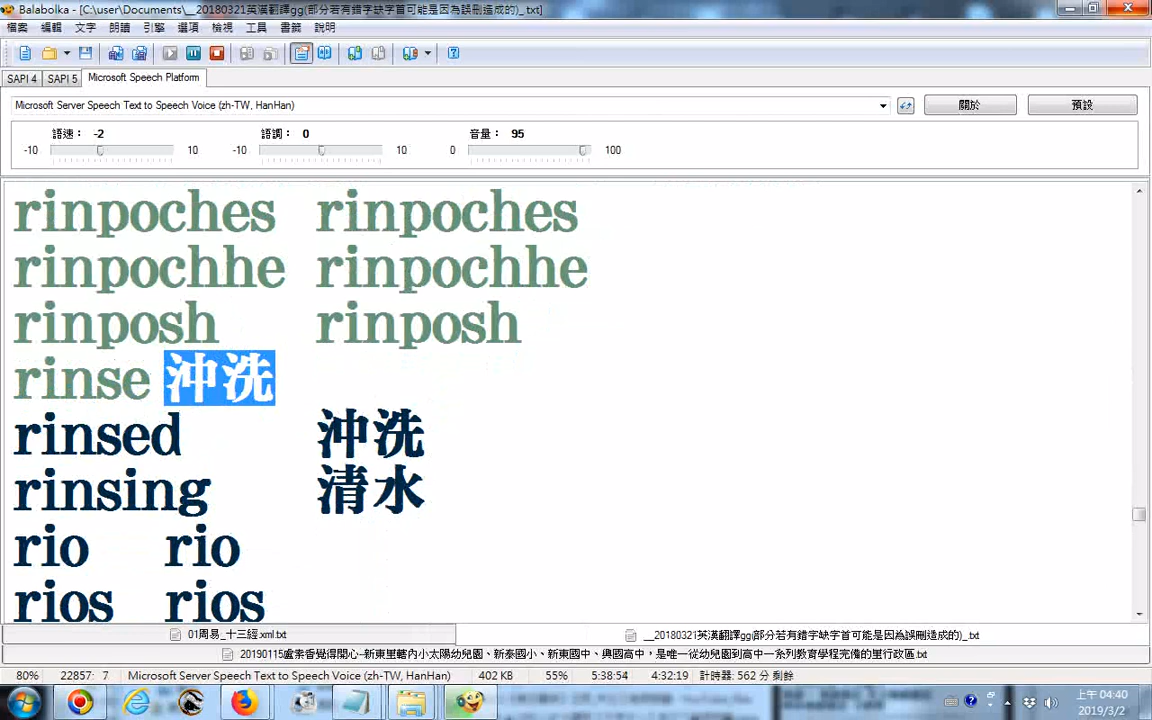 Balabolka - [C:\user\Documents\__20180321英漢翻譯gg(部分若有錯字缺字首可能是因為誤刪造成的)_.txt]
檔案 編輯 文字 朗讀 引擎 選項 檢視 工具 書籤 說明
SAPI 4 SAPI 5 Microsoft Speech Platform
Microsoft Server Speech Text to Speech Voice (zh-TW, HanHan) 關於 預設
語速： -2 語調： 0 音量： 95
-10 10 -10 10 0 100
rinpoches rinpoches
rinpochhe rinpochhe
rinposh rinposh
rinse 沖洗
rinsed 沖洗
rinsing 清水
rio rio
rios rios
01周易_十三經.xml.txt __20180321英漢翻譯gg(部分若有錯字缺字首可能是因為誤刪造成的)_.txt
20190115盧素香覺得開心-新東里轄內小太陽幼兒園、新泰國小、新東國中、興國高中，是唯一從幼兒園到高中一系列教育學程完備的里行政區.txt
80% 22857: 7 Microsoft Server Speech Text to Speech Voice (zh-TW, HanHan) 402 KB 55% 5:38:54 4:32:19 計時器: 562 分 剩餘
上午 04:40
2019/3/2